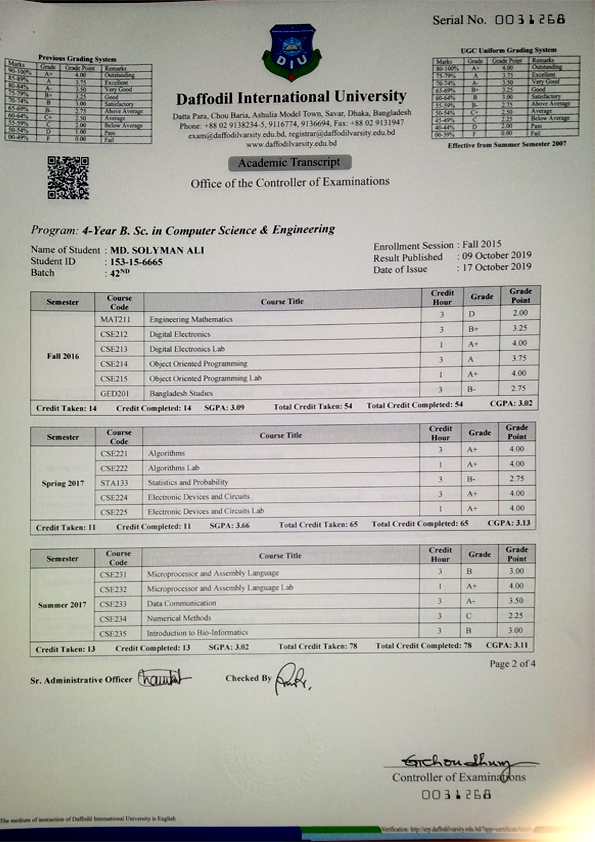 Serial No. 0031268
DIU
Previous Grading System
Marks Grade Grade Point Remarks
90-100% A+ 4.00 Outstanding
85-89% A 3.75 Excellent
80-84% A- 3.50 Very Good
75-79% B+ 3.25 Good
70-74% B 3.00 Satisfactory
65-69% B- 2.75 Above Average
60-64% C+ 2.50 Average
55-59% C 2.00 Below Average
50-54% D 1.00 Pass
00-49% F 0.00 Fail
UGC Uniform Grading System
Marks Grade Grade Point Remarks
80-100% A+ 4.00 Outstanding
75-79% A 3.75 Excellent
70-74% A- 3.50 Very Good
65-69% B+ 3.25 Good
60-64% B 3.00 Satisfactory
55-59% B- 2.75 Above Average
50-54% C+ 2.50 Average
45-49% C 2.25 Below Average
40-44% D 2.00 Pass
00-39% F 0.00 Fail
Effective from Summer Semester 2007
Daffodil International University
Datta Para, Chou Baria, Ashulia Model Town, Savar, Dhaka, Bangladesh
Phone: +88 02 9138234-5, 9116774, 9136694, Fax: +88 02 9131947
exam@daffodilvarsity.edu.bd, registrar@daffodilvarsity.edu.bd
www.daffodilvarsity.edu.bd
Academic Transcript
Office of the Controller of Examinations
Program: 4-Year B. Sc. in Computer Science & Engineering
Name of Student : MD. SOLYMAN ALI
Student ID : 153-15-6665
Batch : 42ND
Enrollment Session : Fall 2015
Result Published : 09 October 2019
Date of Issue : 17 October 2019
Semester Course Code Course Title Credit Hour Grade Grade Point
Fall 2016
MAT211 Engineering Mathematics 3 D 2.00
CSE212 Digital Electronics 3 B+ 3.25
CSE213 Digital Electronics Lab 1 A+ 4.00
CSE214 Object Oriented Programming 3 A 3.75
CSE215 Object Oriented Programming Lab 1 A+ 4.00
GED201 Bangladesh Studies 3 B- 2.75
Credit Taken: 14 Credit Completed: 14 SGPA: 3.09 Total Credit Taken: 54 Total Credit Completed: 54 CGPA: 3.02
Semester Course Code Course Title Credit Hour Grade Grade Point
Spring 2017
CSE221 Algorithms 3 A+ 4.00
CSE222 Algorithms Lab 1 A+ 4.00
STA133 Statistics and Probability 3 B- 2.75
CSE224 Electronic Devices and Circuits 3 A+ 4.00
CSE225 Electronic Devices and Circuits Lab 1 A+ 4.00
Credit Taken: 11 Credit Completed: 11 SGPA: 3.66 Total Credit Taken: 65 Total Credit Completed: 65 CGPA: 3.13
Semester Course Code Course Title Credit Hour Grade Grade Point
Summer 2017
CSE231 Microprocessor and Assembly Language 3 B 3.00
CSE232 Microprocessor and Assembly Language Lab 1 A+ 4.00
CSE233 Data Communication 3 A- 3.50
CSE234 Numerical Methods 3 C 2.25
CSE235 Introduction to Bio-Informatics 3 B 3.00
Credit Taken: 13 Credit Completed: 13 SGPA: 3.02 Total Credit Taken: 78 Total Credit Completed: 78 CGPA: 3.11
Page 2 of 4
Sr. Administrative Officer
Checked By
Controller of Examinations
0031268
The medium of instruction of Daffodil International University is English